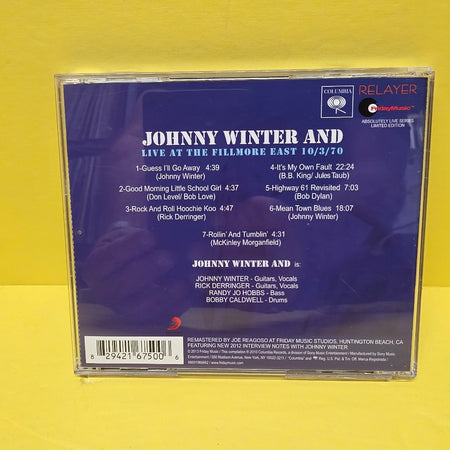 COLUMBIA
RELAYER
FridayMusic™
ABSOLUTELY LIVE SERIES
LIMITED EDITION
JOHNNY WINTER AND
LIVE AT THE FILLMORE EAST 10/3/70
1-Guess I'll Go Away 4:39
(Johnny Winter)
2-Good Morning Little School Girl 4:37
(Don Level/ Bob Love)
3-Rock And Roll Hoochie Koo 4:47
(Rick Derringer)
4-It's My Own Fault 22:24
(B.B. King/ Jules Taub)
5-Highway 61 Revisited 7:03
(Bob Dylan)
6-Mean Town Blues 18:07
(Johnny Winter)
7-Rollin' And Tumblin' 4:31
(McKinley Morganfield)
JOHNNY WINTER AND is:
JOHNNY WINTER - Guitars, Vocals
RICK DERRINGER - Guitars, Vocals
RANDY JO HOBBS - Bass
BOBBY CALDWELL - Drums
8 29421 67500 6
REMASTERED BY JOE REAGOSO AT FRIDAY MUSIC STUDIOS, HUNTINGTON BEACH, CA
FEATURING NEW 2012 INTERVIEW NOTES WITH JOHNNY WINTER